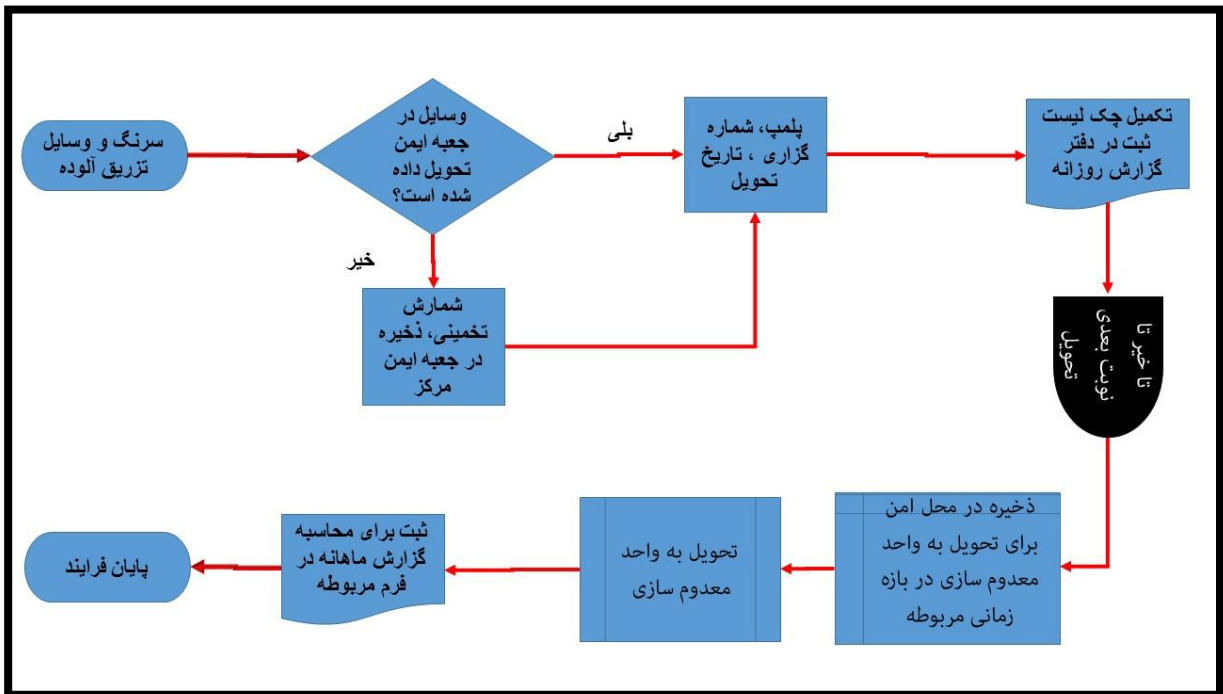 سرنگ و وسایل
تزریق آلوده
وسایل در
جعبه ایمن
تحویل داده
شده است؟
بلی
خیر
شمارش
تخمینی، ذخیره
در جعبه ایمن
مرکز
پلمپ، شماره
گزاری ، تاریخ
تحویل
تکمیل چک لیست
ثبت در دفتر
گزارش روزانه
تا خیر تا
نوبت بعدی
تحویل
ذخیره در محل امن
برای تحویل به واحد
معدوم سازی در بازه
زمانی مربوطه
تحویل به واحد
معدوم سازی
ثبت برای محاسبه
گزارش ماهانه در
فرم مربوطه
پایان فرایند